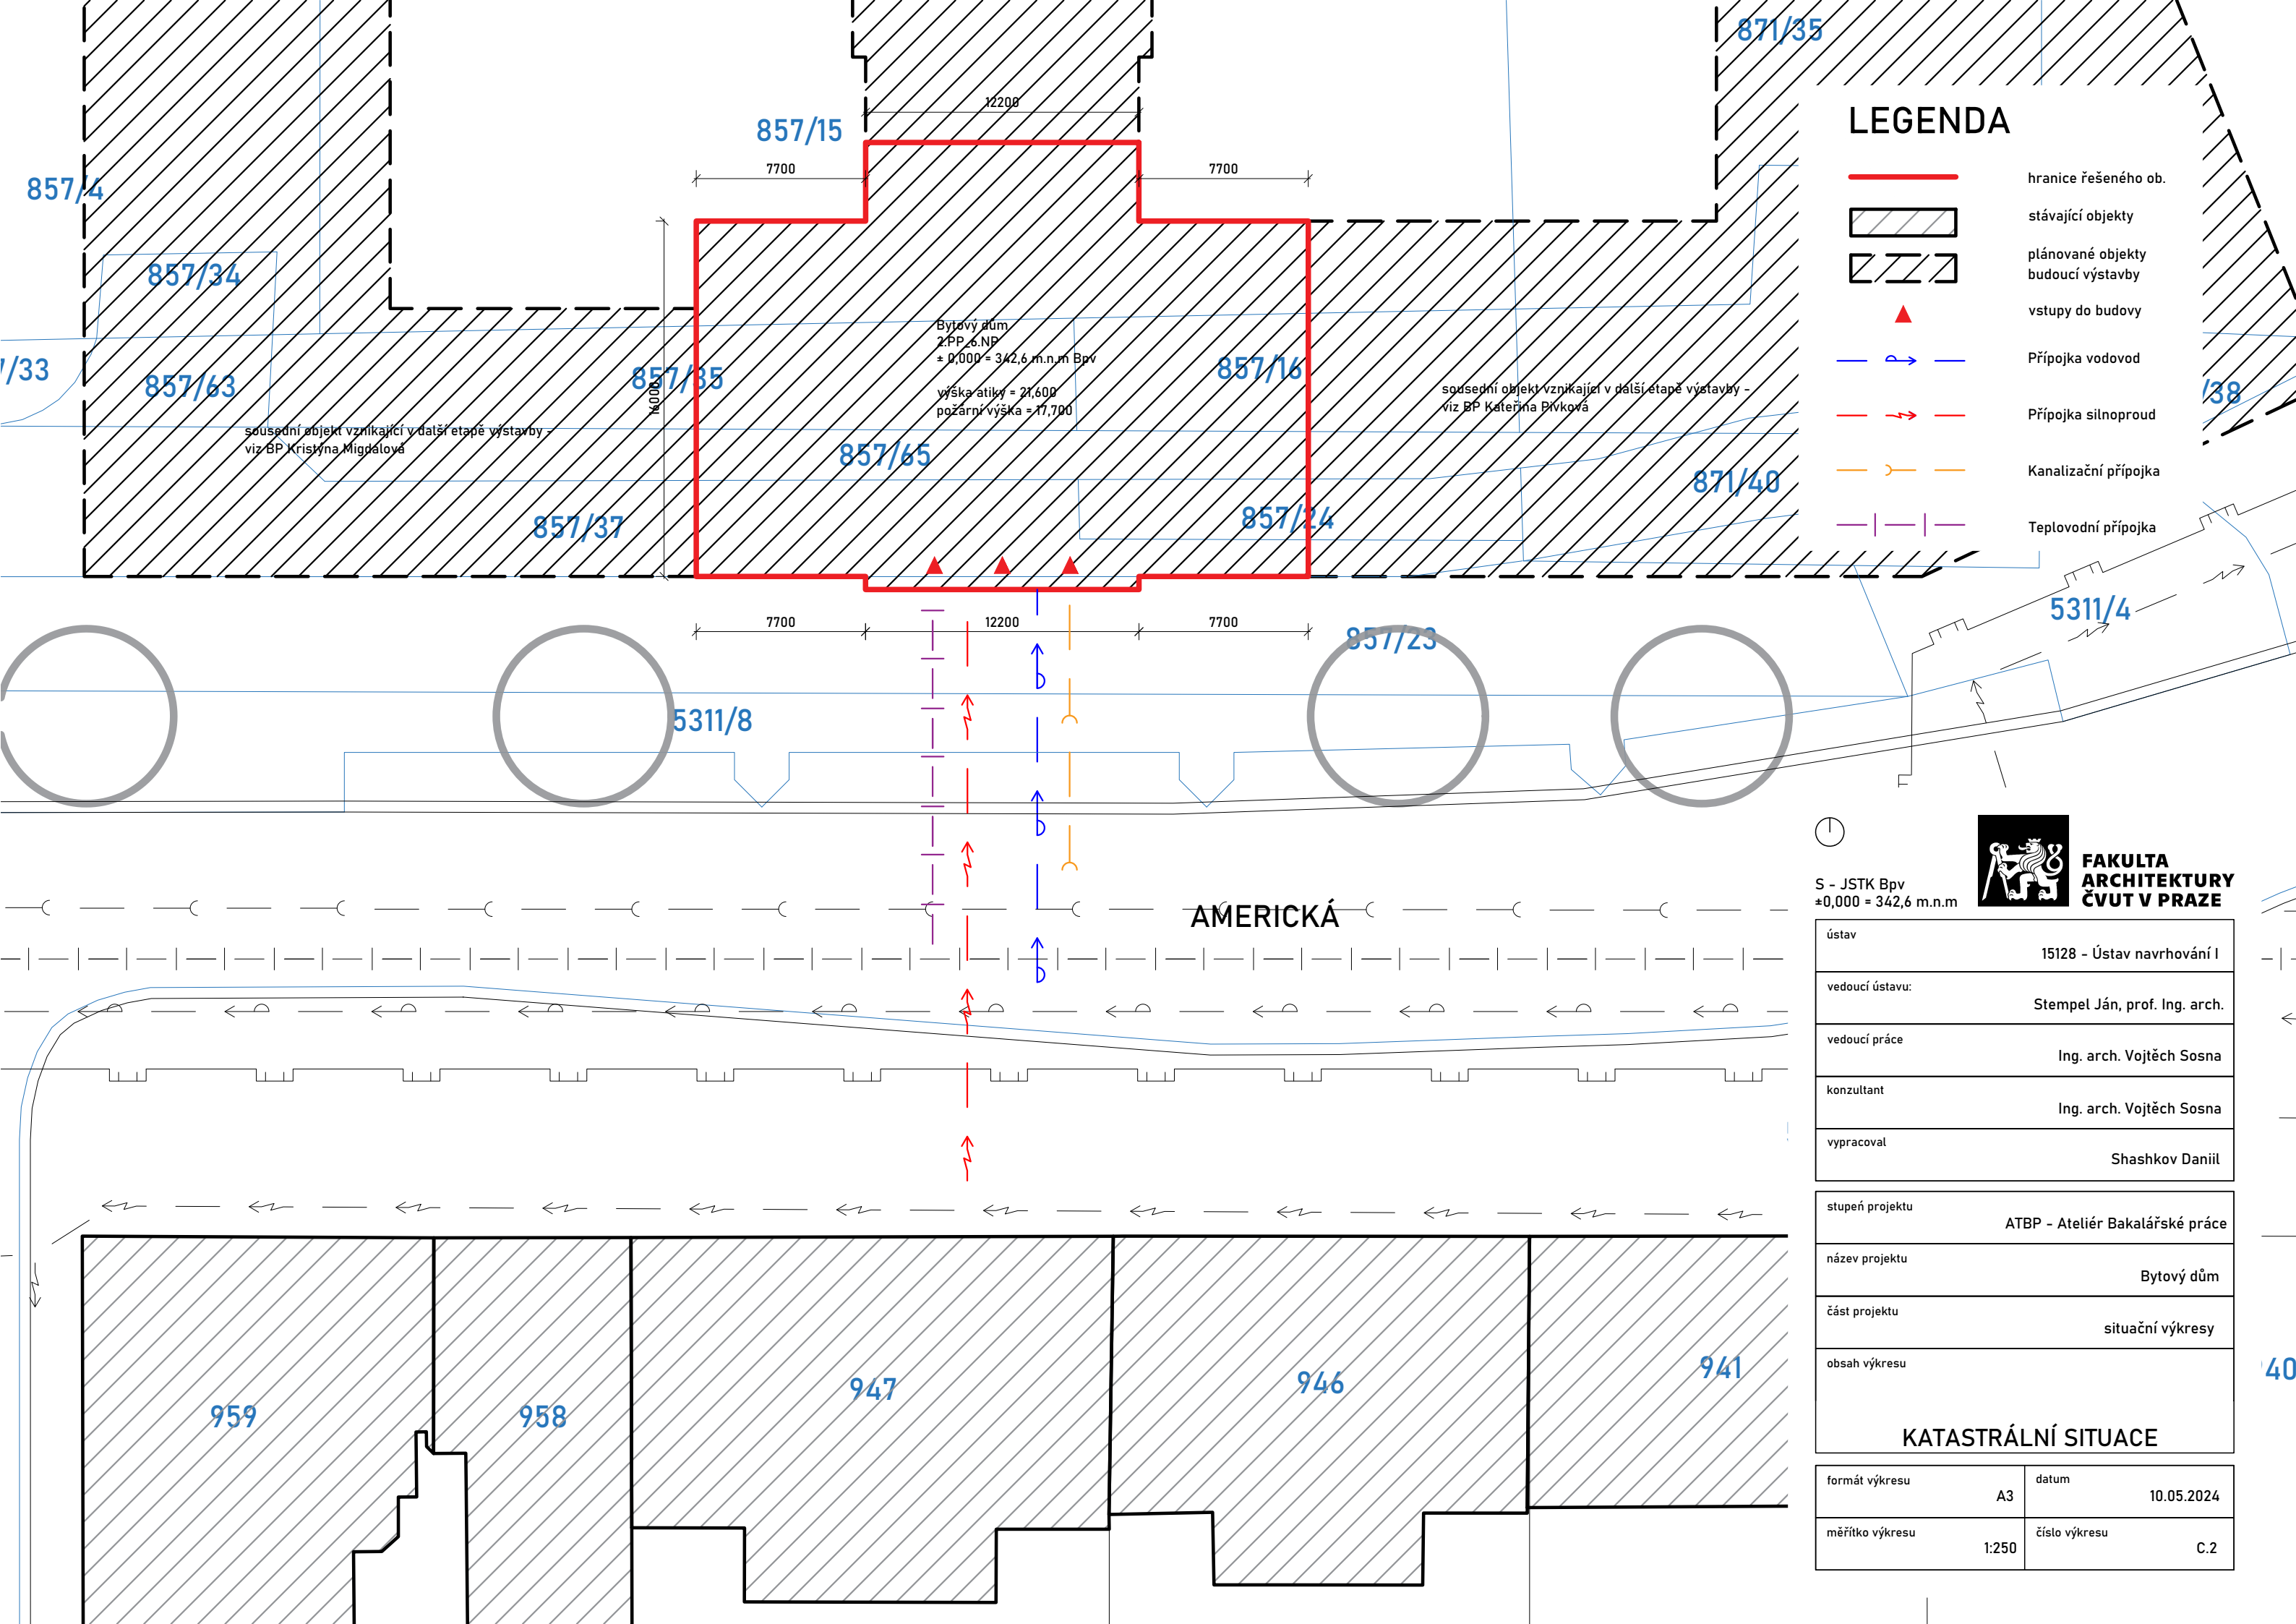 871/35
12200
857/15
7700
7700
857/4
857/34
7/33
857/63
857/35
16000
Bytový dům
2.PP_6.NP
± 0,000 = 342,6 m.n.m Bpv
výška atiky = 21,600
požární výška = 17,700
857/16
sousední objekt vznikající v další etapě výstavby -
viz BP Kateřina Pivková
/38
sousední objekt vznikající v další etapě výstavby -
viz BP Kristýna Migdalová
857/65
871/40
857/37
857/24
LEGENDA
hranice řešeného ob.
stávající objekty
plánované objekty
budoucí výstavby
vstupy do budovy
Přípojka vodovod
Přípojka silnoproud
Kanalizační přípojka
Teplovodní přípojka
7700
12200
7700
857/23
5311/4
5311/8
AMERICKÁ
959
958
947
946
941
40
S - JSTK Bpv
±0,000 = 342,6 m.n.m
FAKULTA
ARCHITEKTURY
ČVUT V PRAZE
ústav
15128 - Ústav navrhování I
vedoucí ústavu:
Stempel Ján, prof. Ing. arch.
vedoucí práce
Ing. arch. Vojtěch Sosna
konzultant
Ing. arch. Vojtěch Sosna
vypracoval
Shashkov Daniil
stupeń projektu
ATBP - Ateliér Bakalářské práce
název projektu
Bytový dům
část projektu
situační výkresy
obsah výkresu
KATASTRÁLNÍ SITUACE
formát výkresu
A3
datum
10.05.2024
měřítko výkresu
1:250
číslo výkresu
C.2